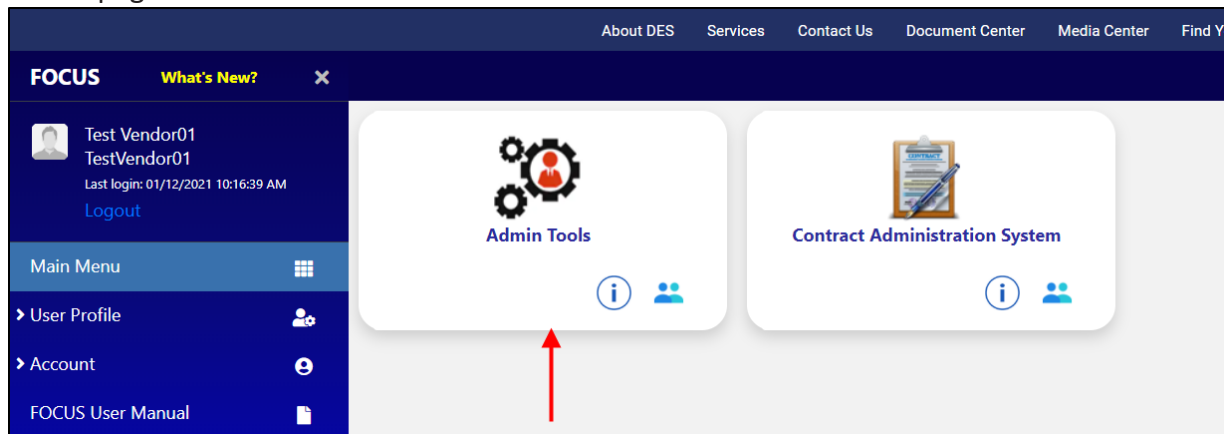 About DES Services Contact Us Document Center Media Center Find Y
FOCUS What's New?
Test Vendor01
TestVendor01
Last login: 01/12/2021 10:16:39 AM
Logout
Main Menu
User Profile
Account
FOCUS User Manual
Admin Tools
CONTRACT
Contract Administration System